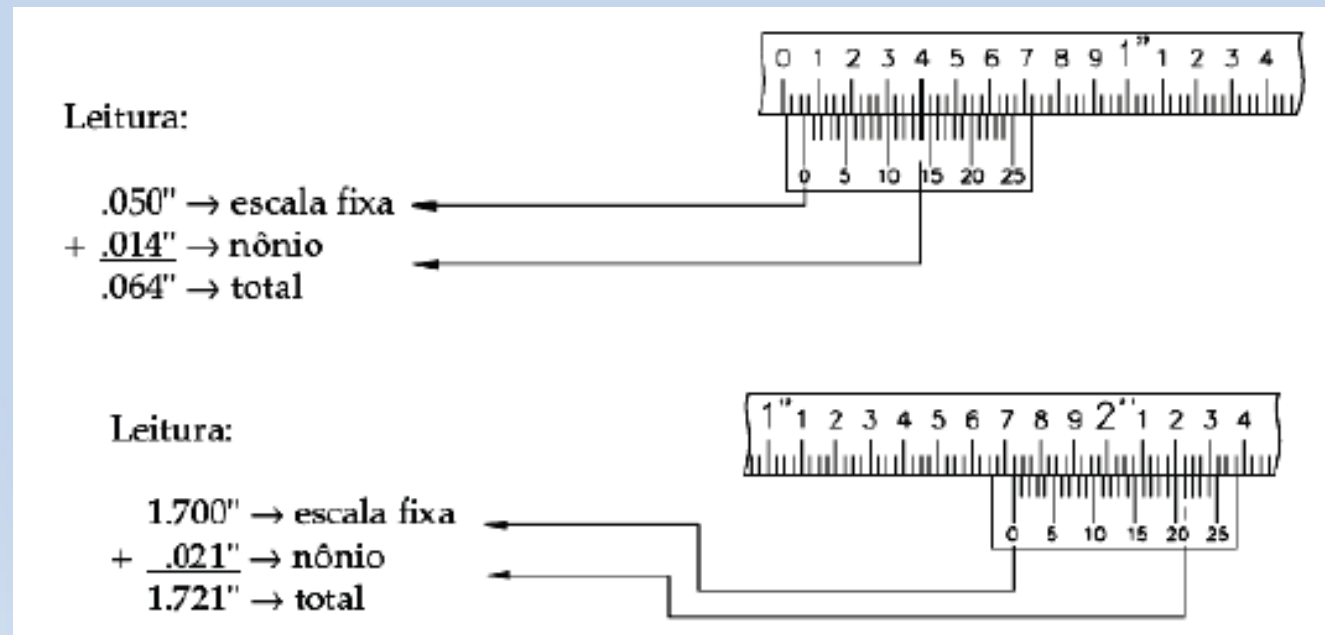 0 1 2 3 4 5 6 7 8 9 1" 1 2 3 4
0 5 10 15 20 25
Leitura:
.050" → escala fixa
+ .014" → nônio
.064" → total
1" 1 2 3 4 5 6 7 8 9 2" 1 2 3 4
0 5 10 15 20 25
Leitura:
1.700" → escala fixa
+ .021" → nônio
1.721" → total